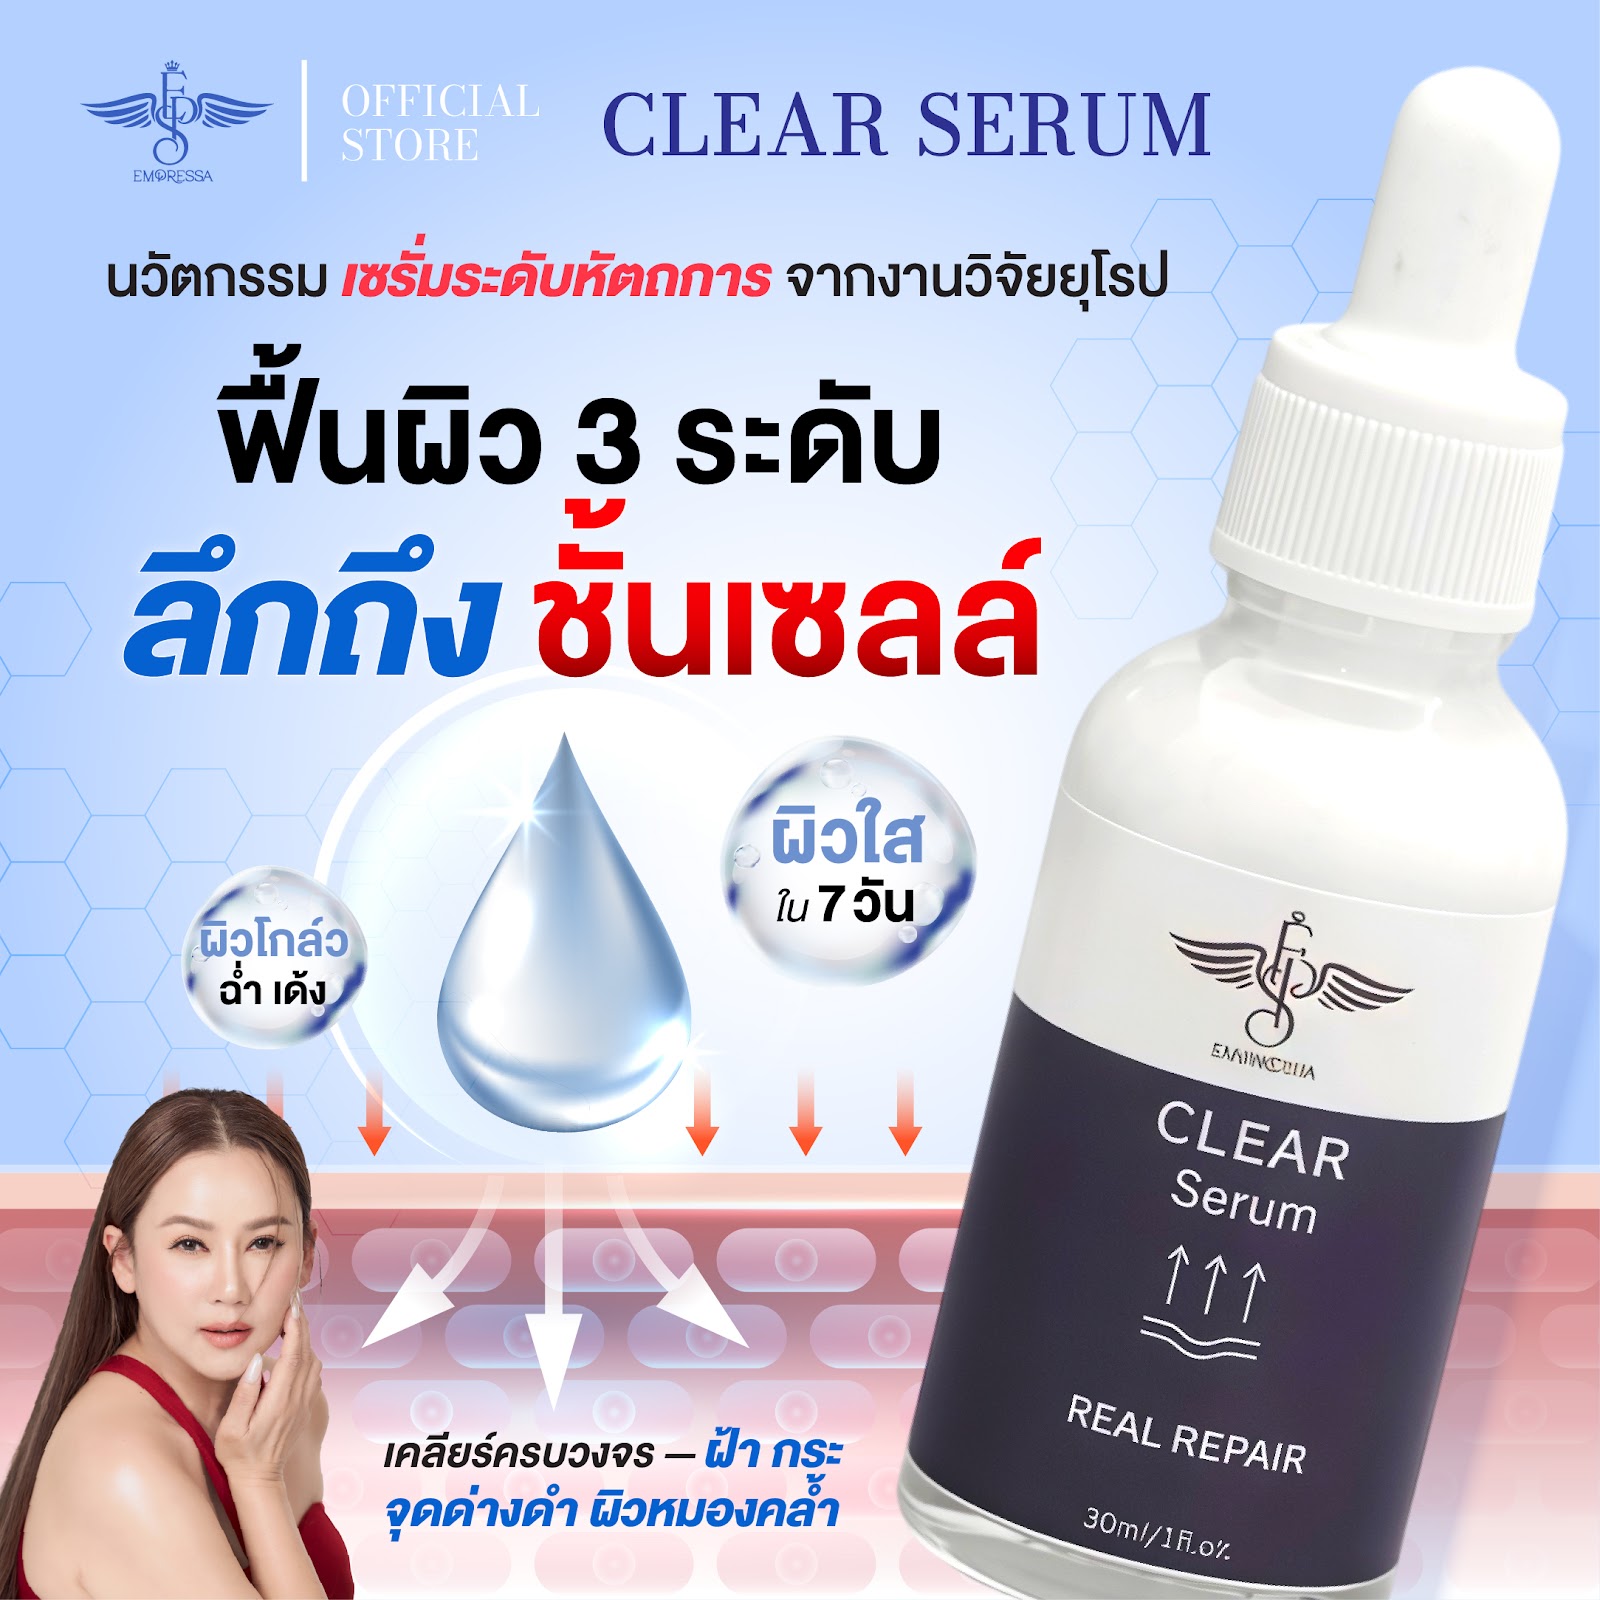 EMPRESSA
OFFICIAL
STORE
CLEAR SERUM
นวัตกรรม เซรั่มระดับหัตถการ จากงานวิจัยยุโรป
ฟื้นผิว 3 ระดับ
ลึกถึง ชั้นเซลล์
ผิวใส
ใน 7 วัน
ผิวโกล์ว
ฉ่ำ เด้ง
เคลียร์ครบวงจร – ฝ้า กระ
จุดด่างดำ ผิวหมองคล้ำ
CLEAR
Serum
REAL REPAIR
30ml/1fl.o